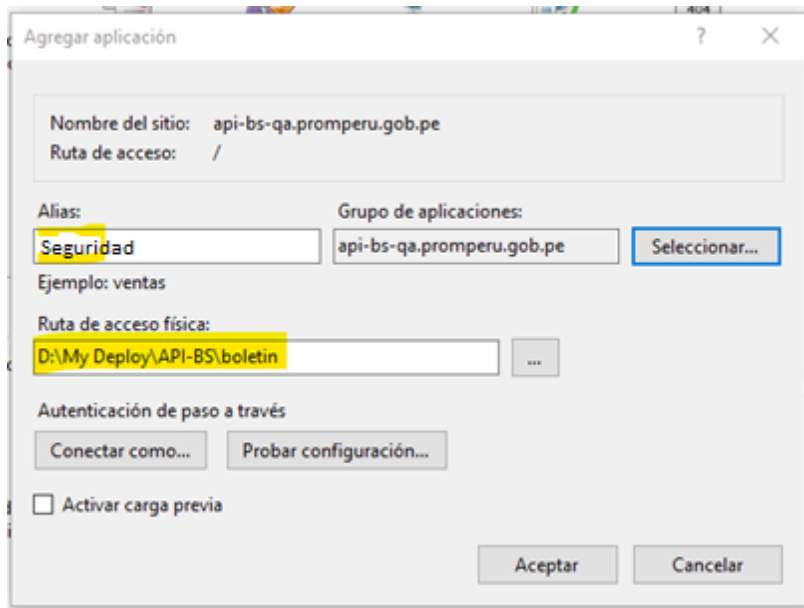 404
Agregar aplicación
? ×
Nombre del sitio: api-bs-qa.promperu.gob.pe
Ruta de acceso: /
Alias: Grupo de aplicaciones:
Seguridad api-bs-qa.promperu.gob.pe Seleccionar...
Ejemplo: ventas
Ruta de acceso física:
D:\My Deploy\API-BS\boletin ...
Autenticación de paso a través
Conectar como... Probar configuración...
Activar carga previa
Aceptar Cancelar